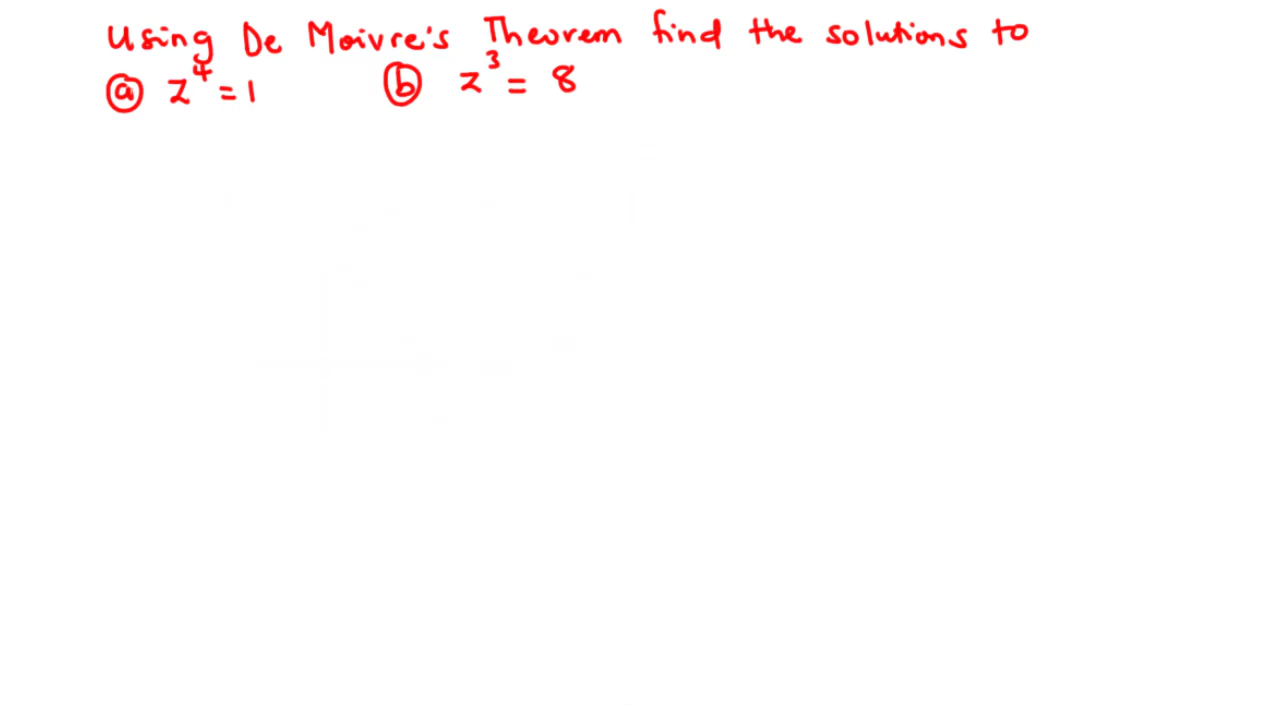 Using De Moivre's Theorem find the solutions to
ⓐ z⁴ = 1 ⓑ z³ = 8